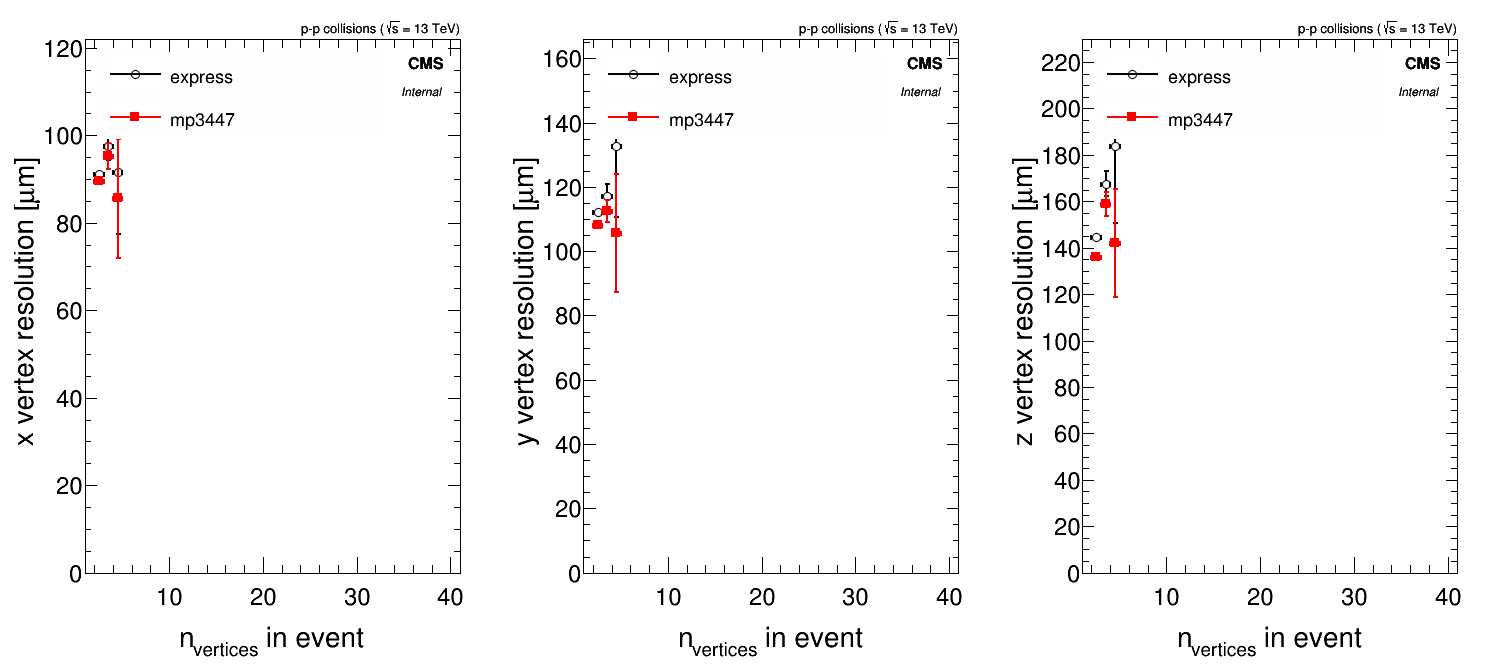 p-p collisions (√s = 13 TeV)
CMS
Internal
express
mp3447
x vertex resolution [μm]
120
100
80
60
40
20
0
10 20 30 40
nvertices in event
p-p collisions (√s = 13 TeV)
CMS
Internal
express
mp3447
y vertex resolution [μm]
160
140
120
100
80
60
40
20
0
10 20 30 40
nvertices in event
p-p collisions (√s = 13 TeV)
CMS
Internal
express
mp3447
z vertex resolution [μm]
220
200
180
160
140
120
100
80
60
40
20
0
10 20 30 40
nvertices in event